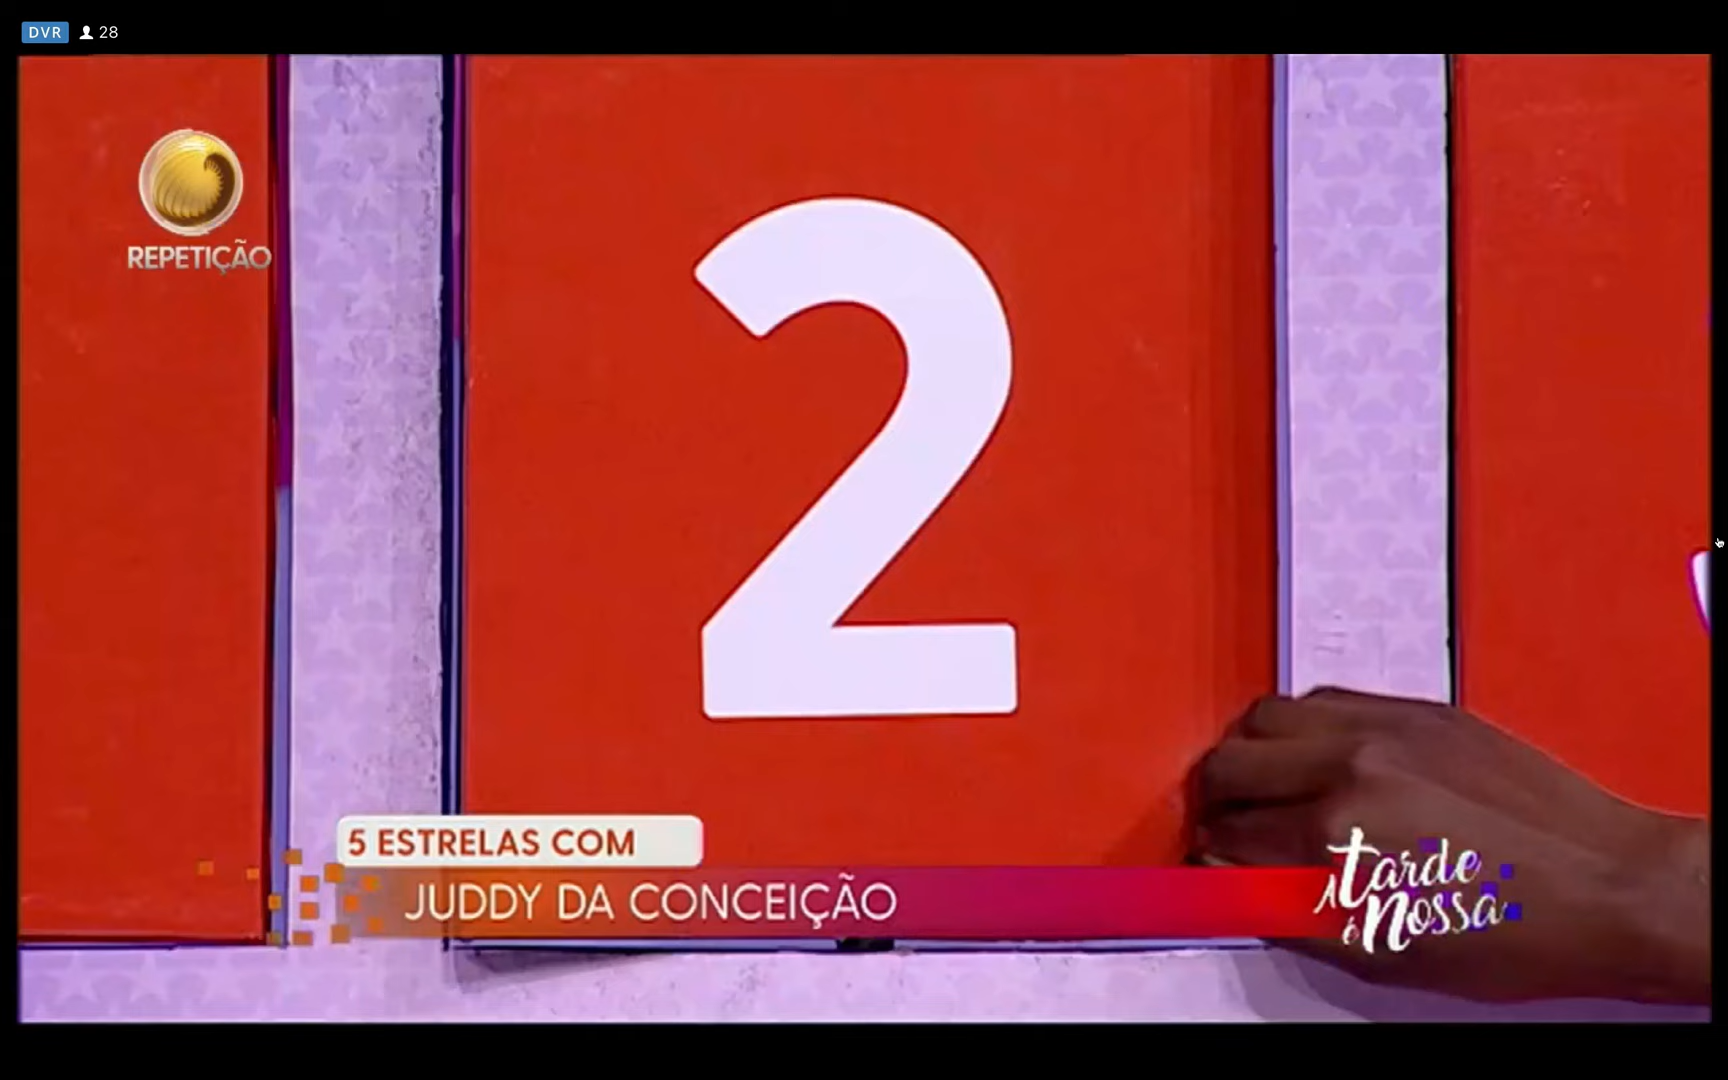 DVR 28
REPETIÇÃO
2
5 ESTRELAS COM
JUDDY DA CONCEIÇÃO
A tarde
é Nossa